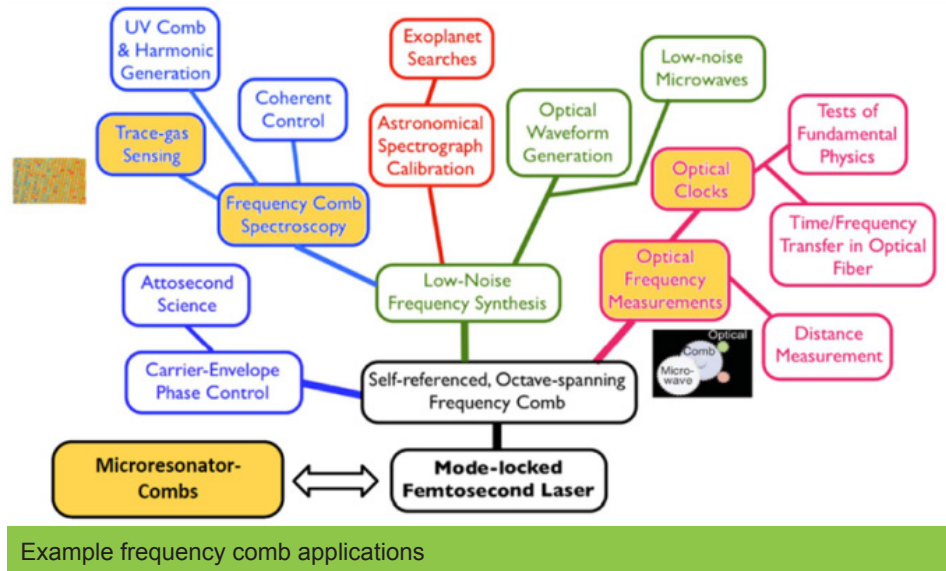 UV Comb
& Harmonic
Generation
Exoplanet
Searches
Low-noise
Microwaves
Coherent
Control
Trace-gas
Sensing
Astronomical
Spectrograph
Calibration
Optical
Waveform
Generation
Tests of
Fundamental
Physics
Optical
Clocks
Frequency Comb
Spectroscopy
Time/Frequency
Transfer in Optical
Fiber
Optical
Frequency
Measurements
Low-Noise
Frequency Synthesis
Attosecond
Science
Distance
Measurement
Optical
Comb
Micro-
wave
Carrier-Envelope
Phase Control
Self-referenced, Octave-spanning
Frequency Comb
Microresonator-
Combs
Mode-locked
Femtosecond Laser
Example frequency comb applications